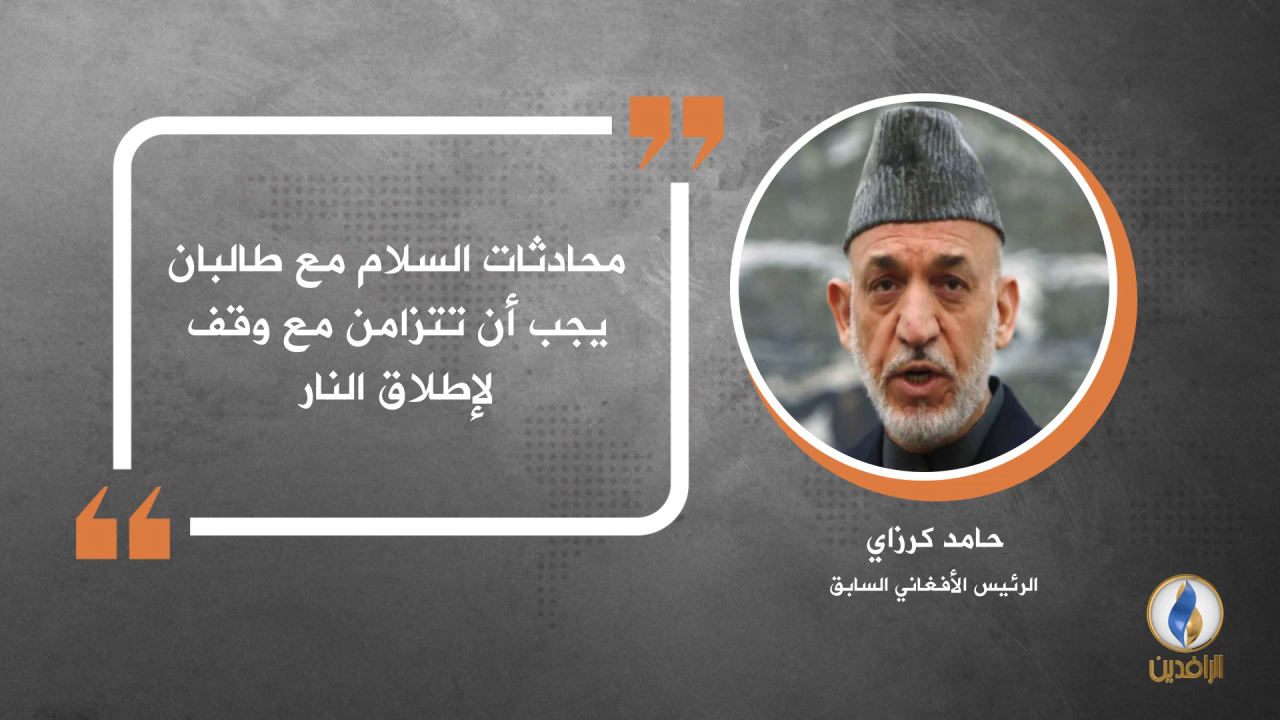 محادثات السلام مع طالبان
يجب أن تتزامن مع وقف
لإطلاق النار
حامد كرزاي
الرئيس الأفغاني السابق
الرافدين